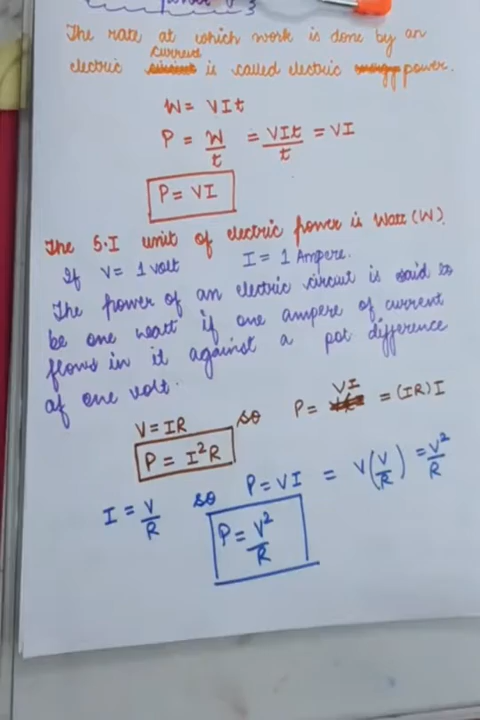 The rate at which work is done by an
current
electric circuit is called electric energy power.
W = VIt
P = W/t = VIt/t = VI
P = VI
The S.I unit of electric power is Watt (W).
If V = 1 volt I = 1 Ampere.
The power of an electric circuit is said to
be one watt if one ampere of current
flows in it against a pot difference
of one volt.
V = IR so P = VI = (IR) I
P = I²R
I = V/R so P = VI = V(V/R) = V²/R
P = V²/R